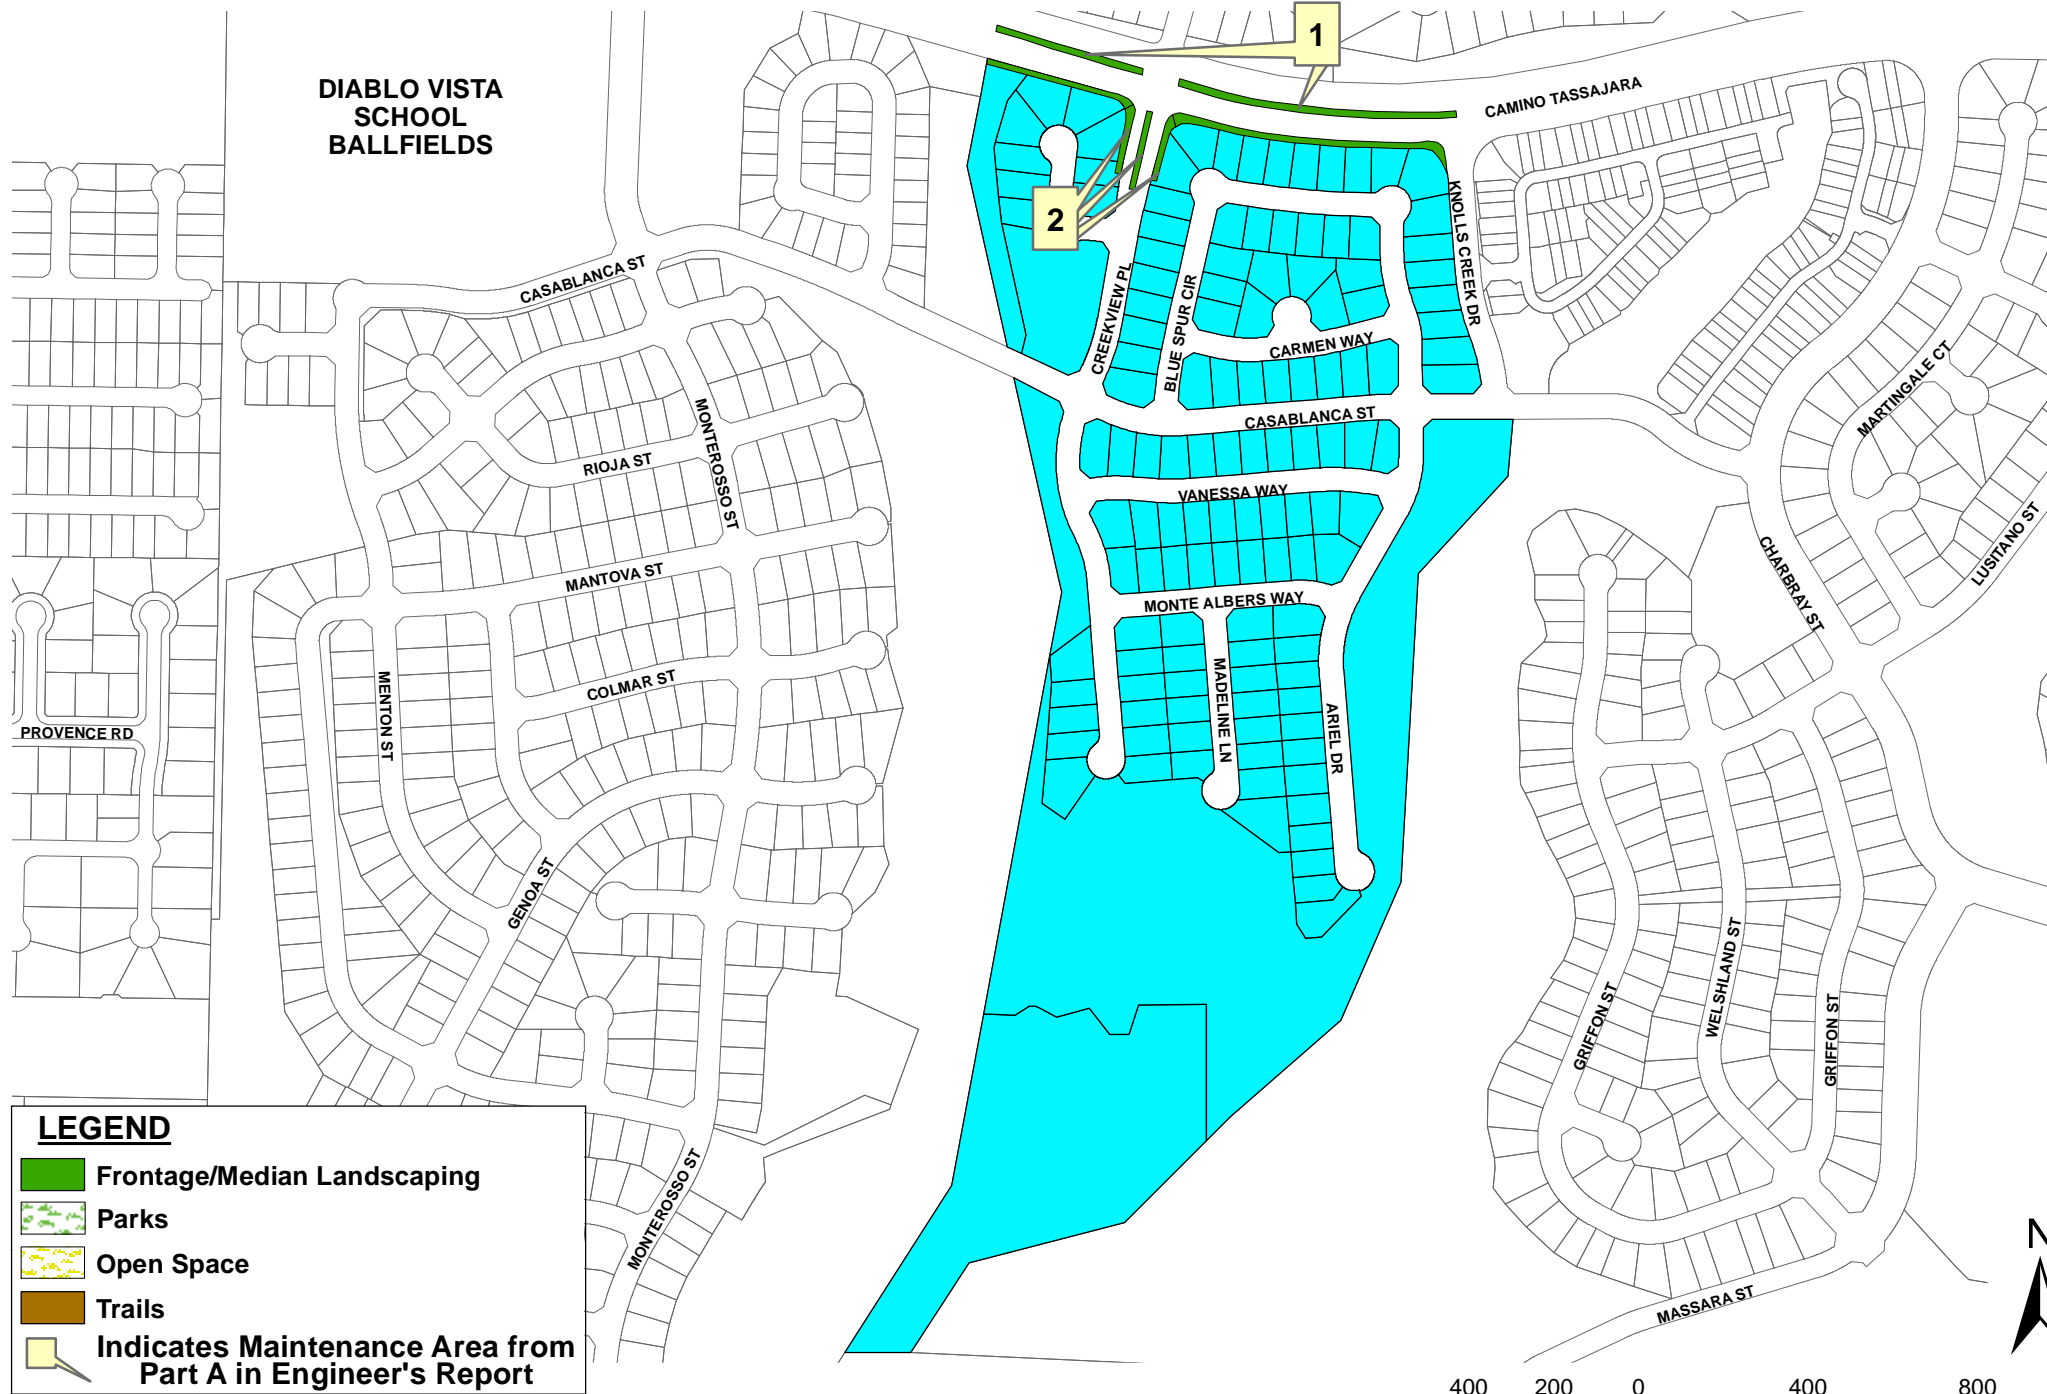 1
DIABLO VISTA
SCHOOL
BALLFIELDS
CAMINO TASSAJARA
2
KNOLLS CREEK DR
CASABLANCA ST
CREEKVIEW PL
BLUE SPUR CIR
CARMEN WAY
MARTINGALE CT
MONTEROSSO ST
CASABLANCA ST
RIOJA ST
VANESSA WAY
LUSITANO ST
CHARBRAY ST
MANTOVA ST
MONTE ALBERS WAY
MENTON ST
COLMAR ST
MADELINE LN
ARIEL DR
PROVENCE RD
GENOA ST
WELSHLAND ST
GRIFFON ST
GRIFFON ST
MONTEROSSO ST
MASSARA ST
N
LEGEND
Frontage/Median Landscaping
Parks
Open Space
Trails
Indicates Maintenance Area from
Part A in Engineer's Report
400 200 0 400 800